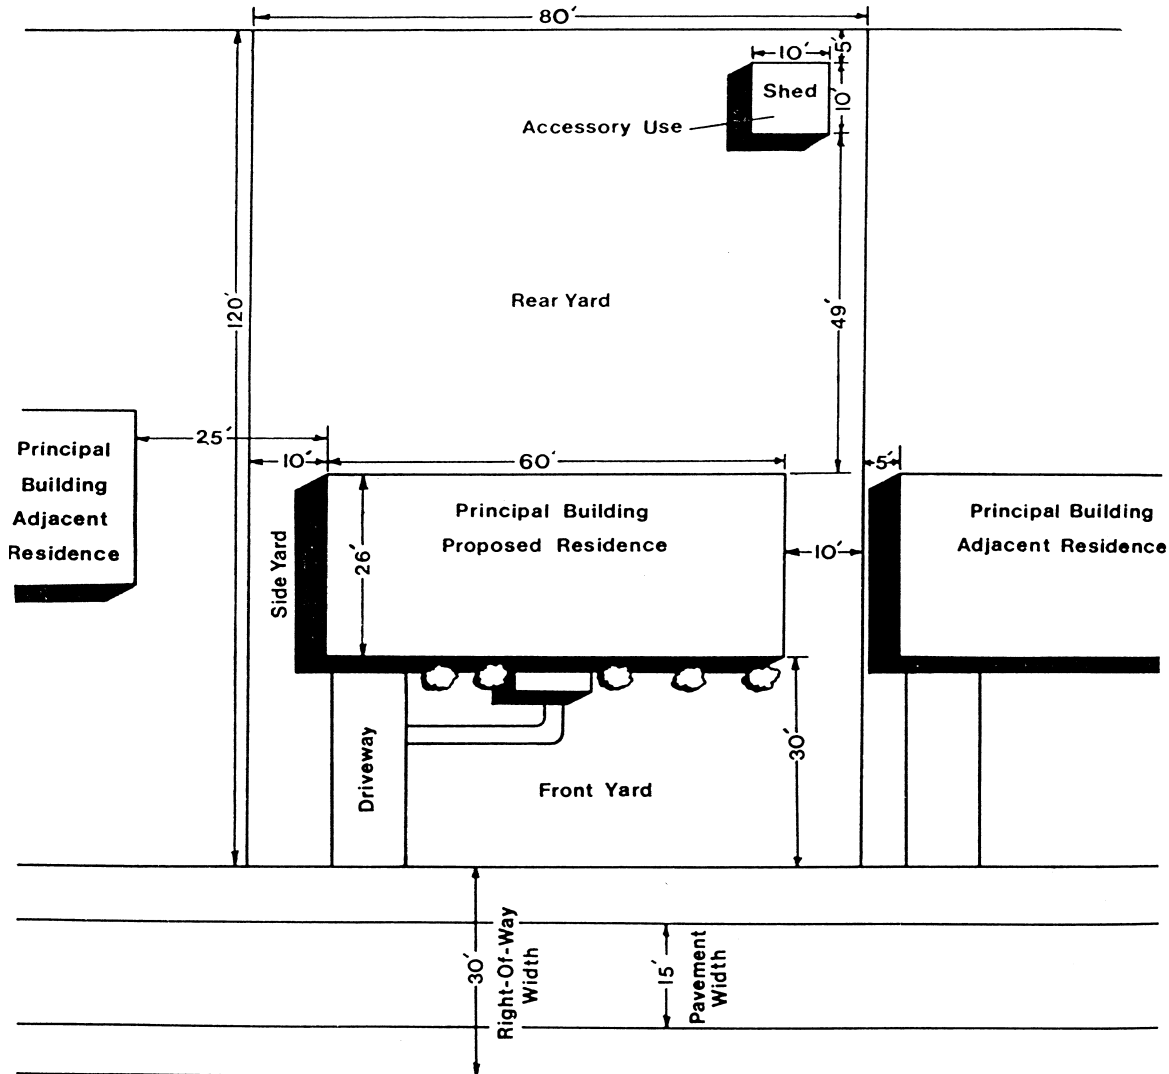 80′
10′
5′
Shed
10′
Accessory Use
Rear Yard
120′
49′
25′
10′
60′
5′
Principal
Building
Adjacent
Residence
Side Yard
26′
Principal Building
Proposed Residence
10′
Principal Building
Adjacent Residence
Driveway
30′
Front Yard
30′
Right-Of-Way
Width
15′
Pavement
Width